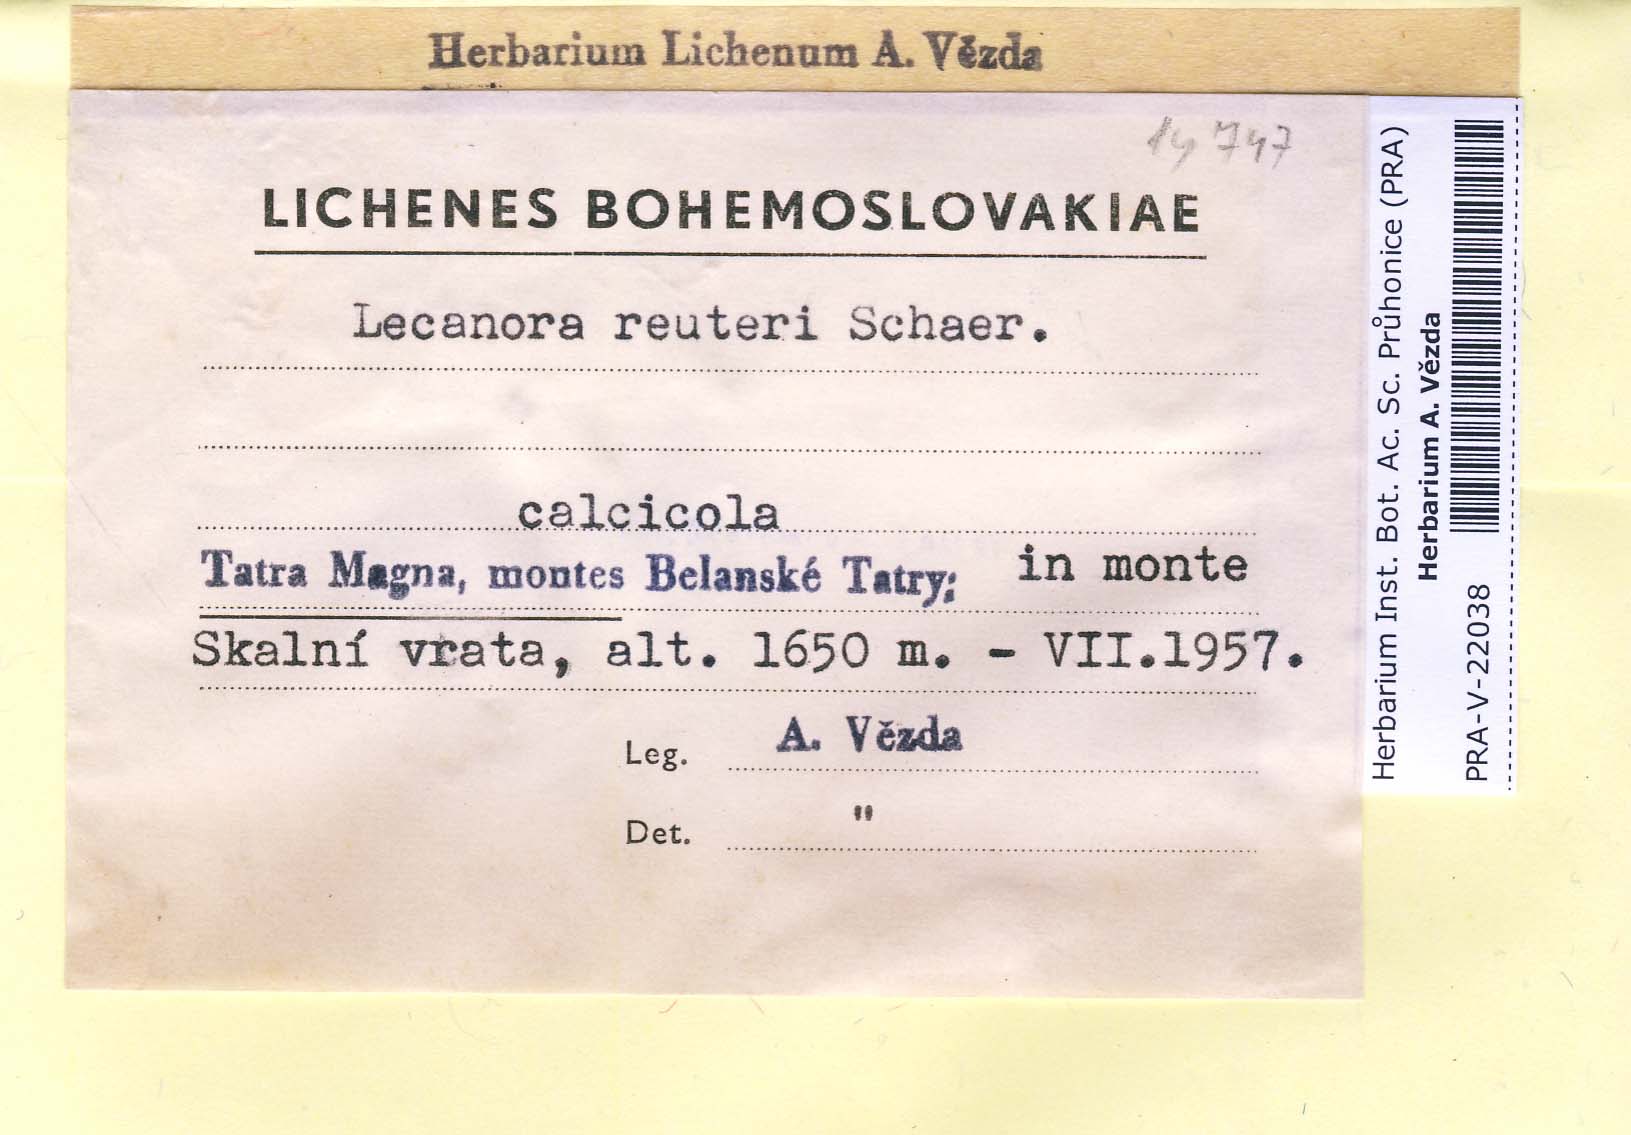 Herbarium Lichenum A. Vězda
14747
LICHENES BOHEMOSLOVAKIAE
Lecanora reuteri Schaer.
calcicola
Tatra Magna, montes Belanské Tatry; in monte
Skalní vrata, alt. 1650 m. - VII.1957.
Leg. A. Vězda
Det. "
Herbarium Inst. Bot. Ac. Sc. Průhonice (PRA)
Herbarium A. Vězda
PRA-V-22038